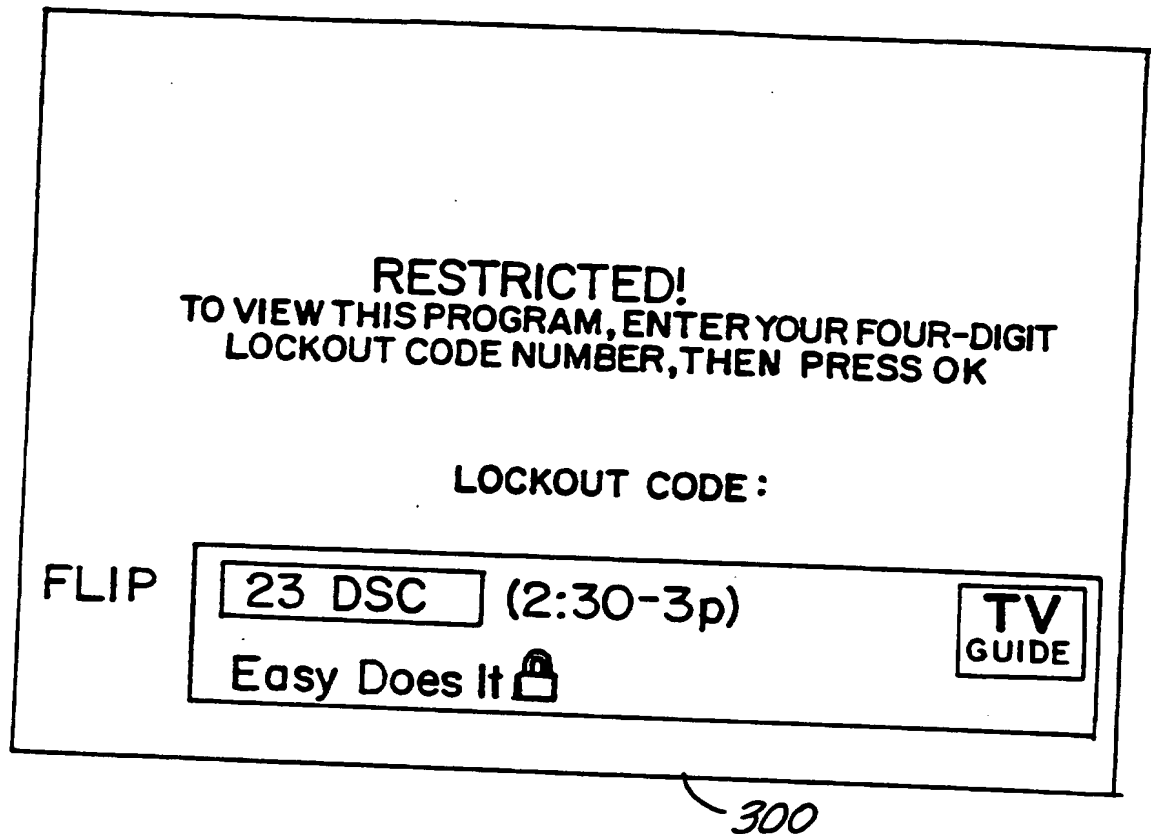 RESTRICTED!
TO VIEW THIS PROGRAM, ENTER YOUR FOUR-DIGIT
LOCKOUT CODE NUMBER, THEN PRESS OK
LOCKOUT CODE:
FLIP
23 DSC (2:30-3p)
TV
GUIDE
Easy Does It
300